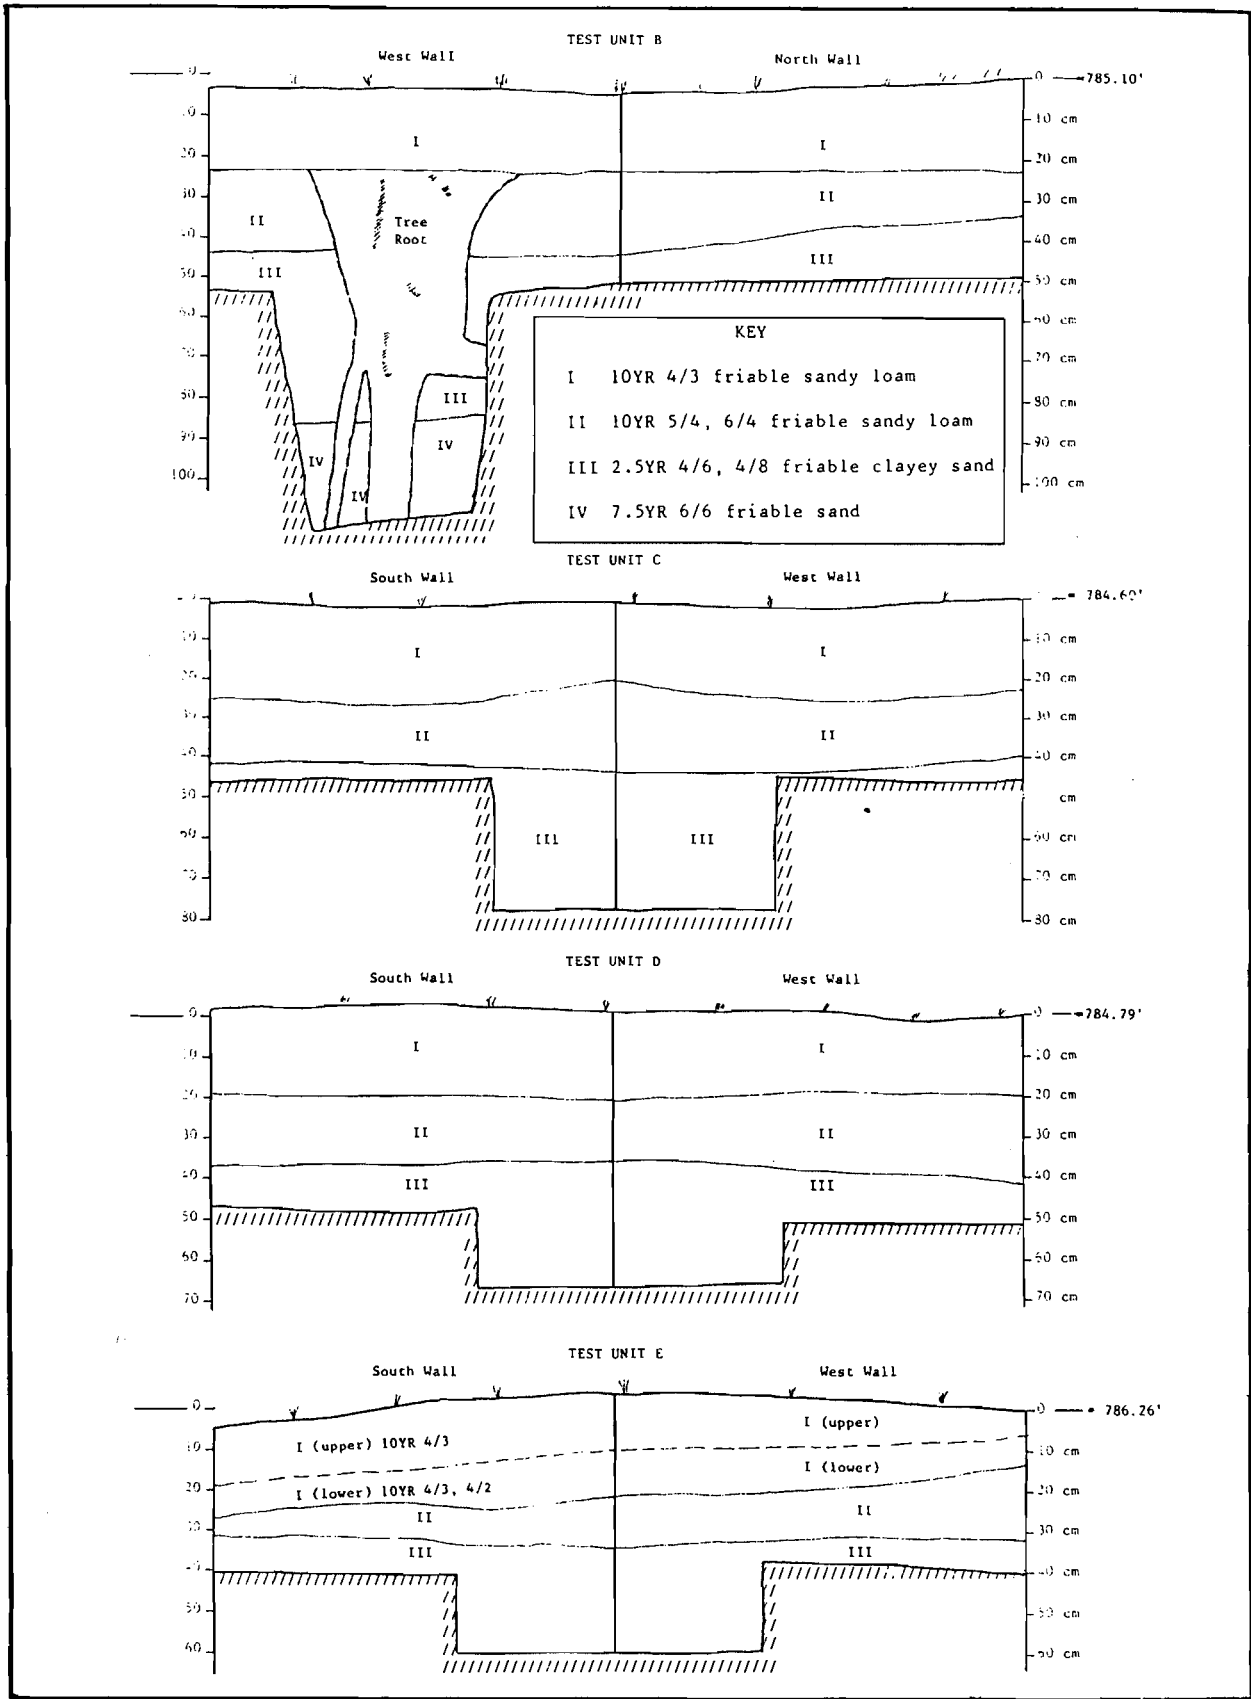 TEST UNIT B
West Wall
North Wall
0
0 785.10'
10 cm
20
20 cm
30 cm
40 cm
50 cm
60 cm
80
80 cm
90
90 cm
100
100 cm
I
I
II
II
III
III
Tree
Root
III
IV
IV
IV
KEY
I 10YR 4/3 friable sandy loam
II 10YR 5/4, 6/4 friable sandy loam
III 2.5YR 4/6, 4/8 friable clayey sand
IV 7.5YR 6/6 friable sand
TEST UNIT C
South Wall
West Wall
10 cm
20
20 cm
30 cm
40
40 cm
cm
80 cm
I
I
II
II
III
III
TEST UNIT D
South Wall
West Wall
0
0 784.79'
20 cm
30
30 cm
40
40 cm
50
50 cm
60
60 cm
70
70 cm
I
I
II
II
III
III
TEST UNIT E
South Wall
West Wall
0
0 786.26'
10 cm
20
20 cm
30 cm
I (upper) 10YR 4/3
I (upper)
I (lower) 10YR 4/3, 4/2
I (lower)
II
II
III
III